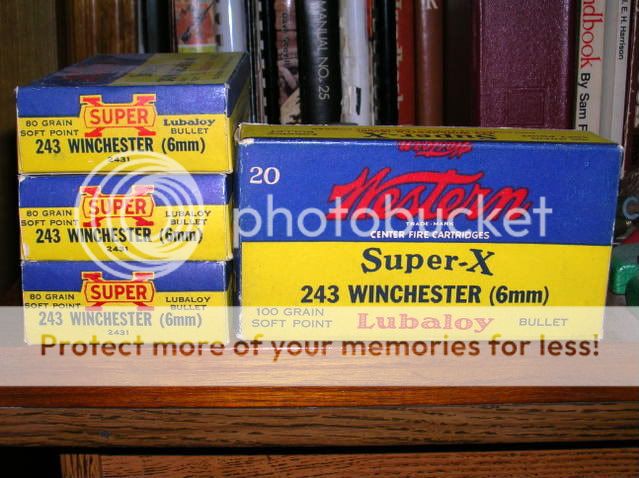 MANUAL NO. 25
ndbook
By Sam F
E. H. Harrison
80 GRAIN
SOFT POINT
SUPER
X
Lubaloy
BULLET
243 WINCHESTER (6mm)
2431
80 GRAIN
SOFT POINT
SUPER
X
LUBALOY
BULLET
243 WINCHESTER (6mm)
2431
80 GRAIN
SOFT POINT
SUPER
X
LUBALOY
BULLET
243 WINCHESTER (6mm)
2431
Super-X
20
Western
TRADE-MARK
CENTER FIRE CARTRIDGES
Super-X
243 WINCHESTER (6mm)
100 GRAIN
SOFT POINT
Lubaloy
BULLET
photobucket
Protect more of your memories for less!